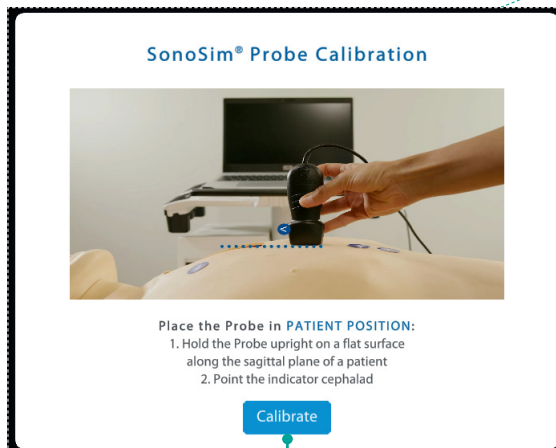 SonoSim® Probe Calibration
Place the Probe in PATIENT POSITION:
1. Hold the Probe upright on a flat surface
along the sagittal plane of a patient
2. Point the indicator cephalad
Calibrate